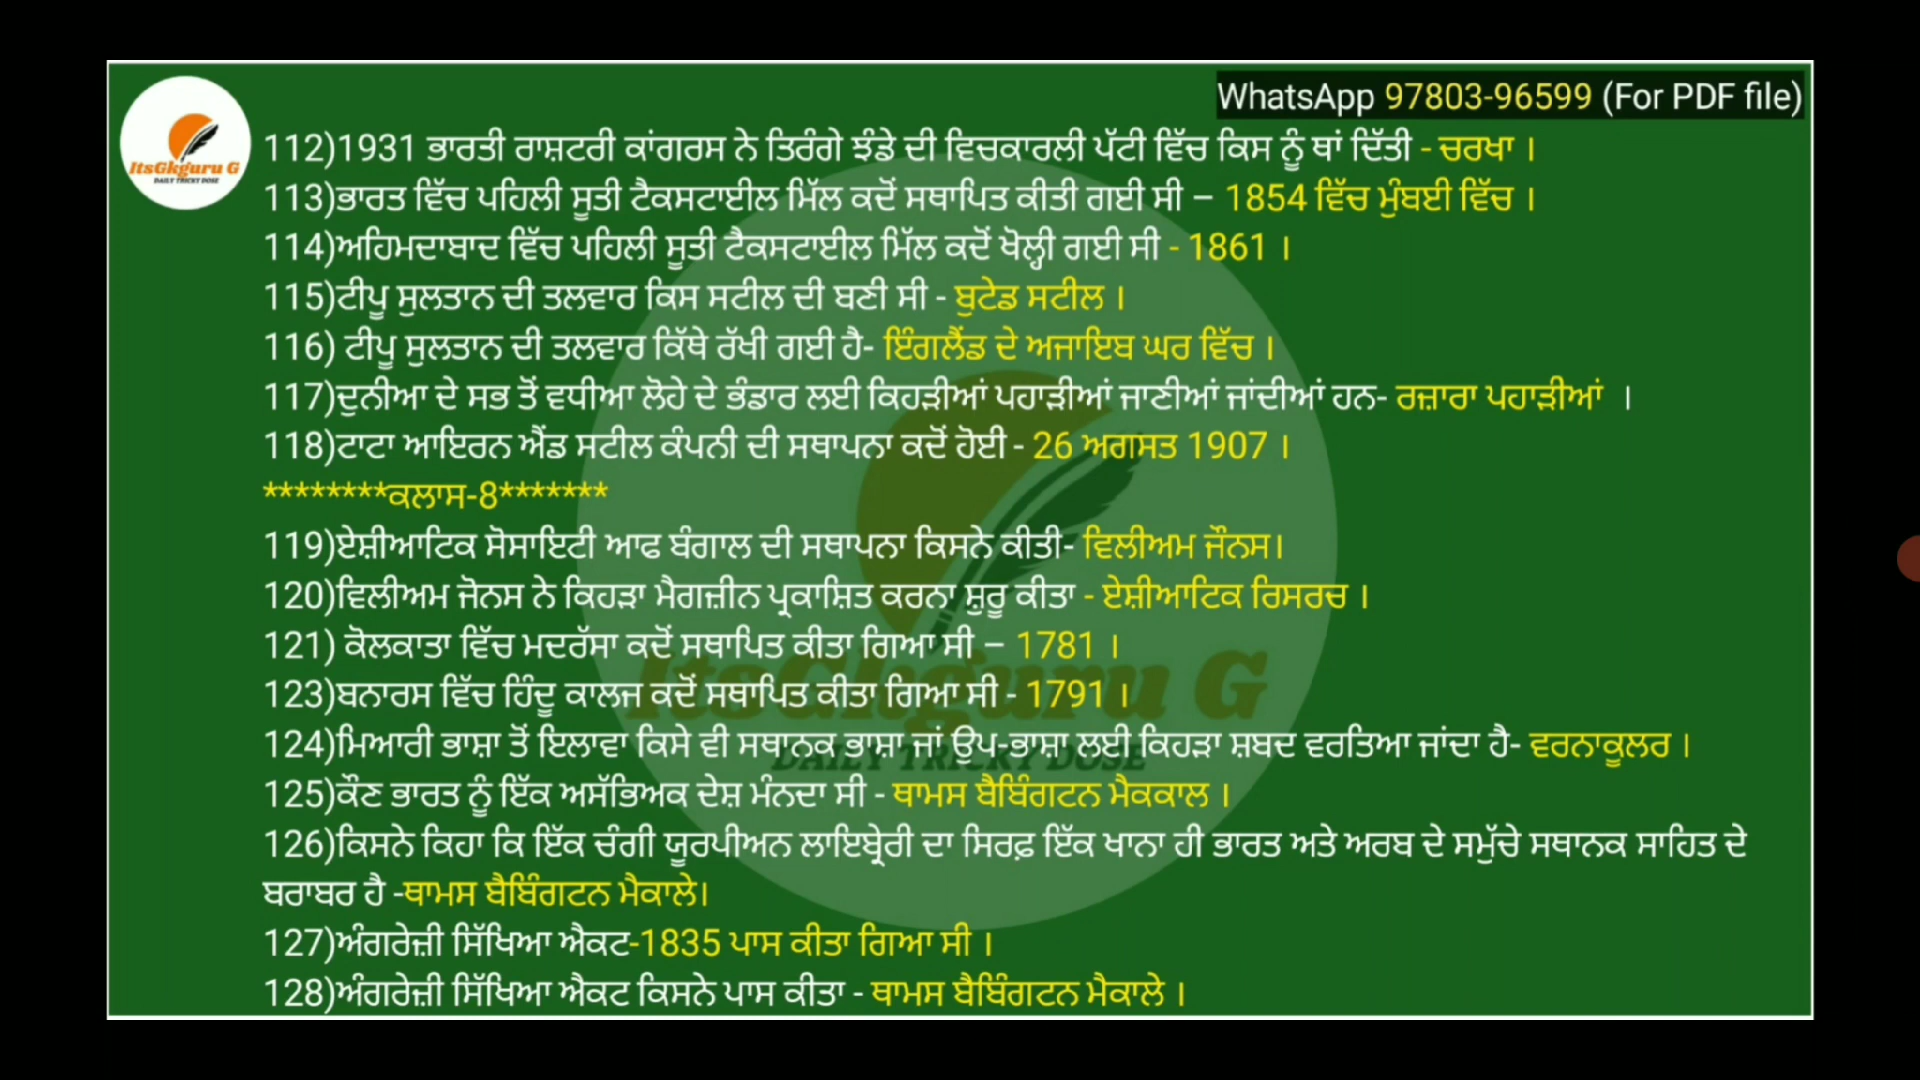 WhatsApp 97803-96599 (For PDF file)
ItsGkguru G
DAILY TRICKY DOSE
112)1931 ਭਾਰਤੀ ਰਾਸ਼ਟਰੀ ਕਾਂਗਰਸ ਨੇ ਤਿਰੰਗੇ ਝੰਡੇ ਦੀ ਵਿਚਕਾਰਲੀ ਪੱਟੀ ਵਿੱਚ ਕਿਸ ਨੂੰ ਥਾਂ ਦਿੱਤੀ - ਚਰਖਾ ।
113)ਭਾਰਤ ਵਿੱਚ ਪਹਿਲੀ ਸੂਤੀ ਟੈਕਸਟਾਈਲ ਮਿੱਲ ਕਦੋਂ ਸਥਾਪਿਤ ਕੀਤੀ ਗਈ ਸੀ – 1854 ਵਿੱਚ ਮੁੰਬਈ ਵਿੱਚ ।
114)ਅਹਿਮਦਾਬਾਦ ਵਿੱਚ ਪਹਿਲੀ ਸੂਤੀ ਟੈਕਸਟਾਈਲ ਮਿੱਲ ਕਦੋਂ ਖੋਲ੍ਹੀ ਗਈ ਸੀ - 1861 ।
115)ਟੀਪੂ ਸੁਲਤਾਨ ਦੀ ਤਲਵਾਰ ਕਿਸ ਸਟੀਲ ਦੀ ਬਣੀ ਸੀ - ਬੁਟੇਡ ਸਟੀਲ ।
116) ਟੀਪੂ ਸੁਲਤਾਨ ਦੀ ਤਲਵਾਰ ਕਿੱਥੇ ਰੱਖੀ ਗਈ ਹੈ- ਇੰਗਲੈਂਡ ਦੇ ਅਜਾਇਬ ਘਰ ਵਿੱਚ ।
117)ਦੁਨੀਆ ਦੇ ਸਭ ਤੋਂ ਵਧੀਆ ਲੋਹੇ ਦੇ ਭੰਡਾਰ ਲਈ ਕਿਹੜੀਆਂ ਪਹਾੜੀਆਂ ਜਾਣੀਆਂ ਜਾਂਦੀਆਂ ਹਨ- ਰਜ਼ਾਰਾ ਪਹਾੜੀਆਂ ।
118)ਟਾਟਾ ਆਇਰਨ ਐਂਡ ਸਟੀਲ ਕੰਪਨੀ ਦੀ ਸਥਾਪਨਾ ਕਦੋਂ ਹੋਈ - 26 ਅਗਸਤ 1907 ।
********ਕਲਾਸ-8*******
119)ਏਸ਼ੀਆਟਿਕ ਸੋਸਾਇਟੀ ਆਫ ਬੰਗਾਲ ਦੀ ਸਥਾਪਨਾ ਕਿਸਨੇ ਕੀਤੀ- ਵਿਲੀਅਮ ਜੌਨਸ।
120)ਵਿਲੀਅਮ ਜੋਨਸ ਨੇ ਕਿਹੜਾ ਮੈਗਜ਼ੀਨ ਪ੍ਰਕਾਸ਼ਿਤ ਕਰਨਾ ਸ਼ੁਰੂ ਕੀਤਾ - ਏਸ਼ੀਆਟਿਕ ਰਿਸਰਚ ।
121) ਕੋਲਕਾਤਾ ਵਿੱਚ ਮਦਰੱਸਾ ਕਦੋਂ ਸਥਾਪਿਤ ਕੀਤਾ ਗਿਆ ਸੀ – 1781 ।
123)ਬਨਾਰਸ ਵਿੱਚ ਹਿੰਦੂ ਕਾਲਜ ਕਦੋਂ ਸਥਾਪਿਤ ਕੀਤਾ ਗਿਆ ਸੀ - 1791 ।
124)ਮਿਆਰੀ ਭਾਸ਼ਾ ਤੋਂ ਇਲਾਵਾ ਕਿਸੇ ਵੀ ਸਥਾਨਕ ਭਾਸ਼ਾ ਜਾਂ ਉਪ-ਭਾਸ਼ਾ ਲਈ ਕਿਹੜਾ ਸ਼ਬਦ ਵਰਤਿਆ ਜਾਂਦਾ ਹੈ- ਵਰਨਾਕੂਲਰ ।
125)ਕੌਣ ਭਾਰਤ ਨੂੰ ਇੱਕ ਅਸੱਭਿਅਕ ਦੇਸ਼ ਮੰਨਦਾ ਸੀ - ਥਾਮਸ ਬੈਬਿੰਗਟਨ ਮੈਕਕਾਲ ।
126)ਕਿਸਨੇ ਕਿਹਾ ਕਿ ਇੱਕ ਚੰਗੀ ਯੂਰਪੀਅਨ ਲਾਇਬ੍ਰੇਰੀ ਦਾ ਸਿਰਫ਼ ਇੱਕ ਖਾਨਾ ਹੀ ਭਾਰਤ ਅਤੇ ਅਰਬ ਦੇ ਸਮੁੱਚੇ ਸਥਾਨਕ ਸਾਹਿਤ ਦੇ
ਬਰਾਬਰ ਹੈ -ਥਾਮਸ ਬੈਬਿੰਗਟਨ ਮੈਕਾਲੇ।
127)ਅੰਗਰੇਜ਼ੀ ਸਿੱਖਿਆ ਐਕਟ-1835 ਪਾਸ ਕੀਤਾ ਗਿਆ ਸੀ ।
128)ਅੰਗਰੇਜ਼ੀ ਸਿੱਖਿਆ ਐਕਟ ਕਿਸਨੇ ਪਾਸ ਕੀਤਾ - ਥਾਮਸ ਬੈਬਿੰਗਟਨ ਮੈਕਾਲੇ ।
ItsGkguru G
DAILY TRICKY DOSE